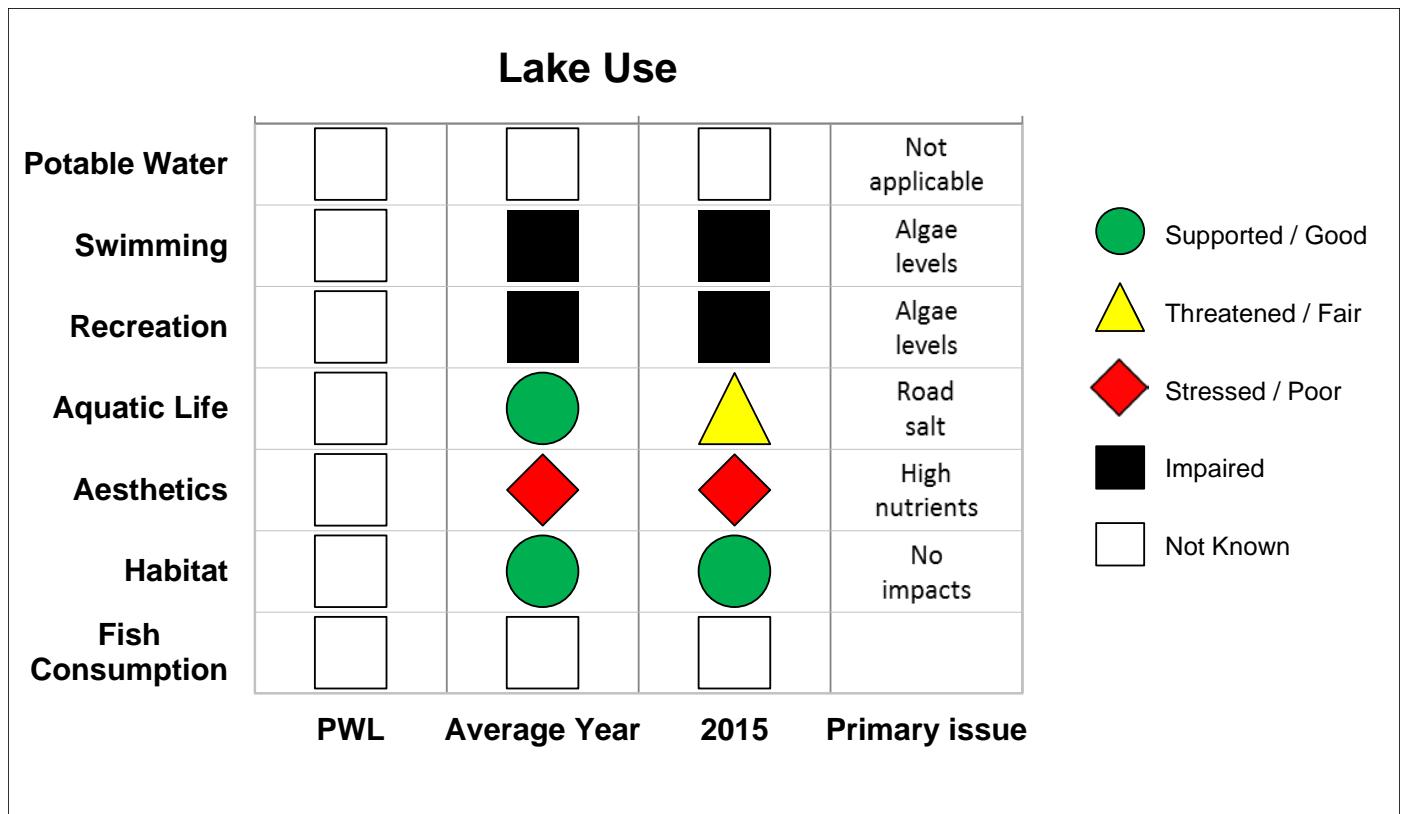 Lake Use
Potable Water
Not
applicable
Swimming
Algae
levels
Recreation
Algae
levels
Aquatic Life
Road
salt
Aesthetics
High
nutrients
Habitat
No
impacts
Fish
Consumption
PWL
Average Year
2015
Primary issue
Supported / Good
Threatened / Fair
Stressed / Poor
Impaired
Not Known